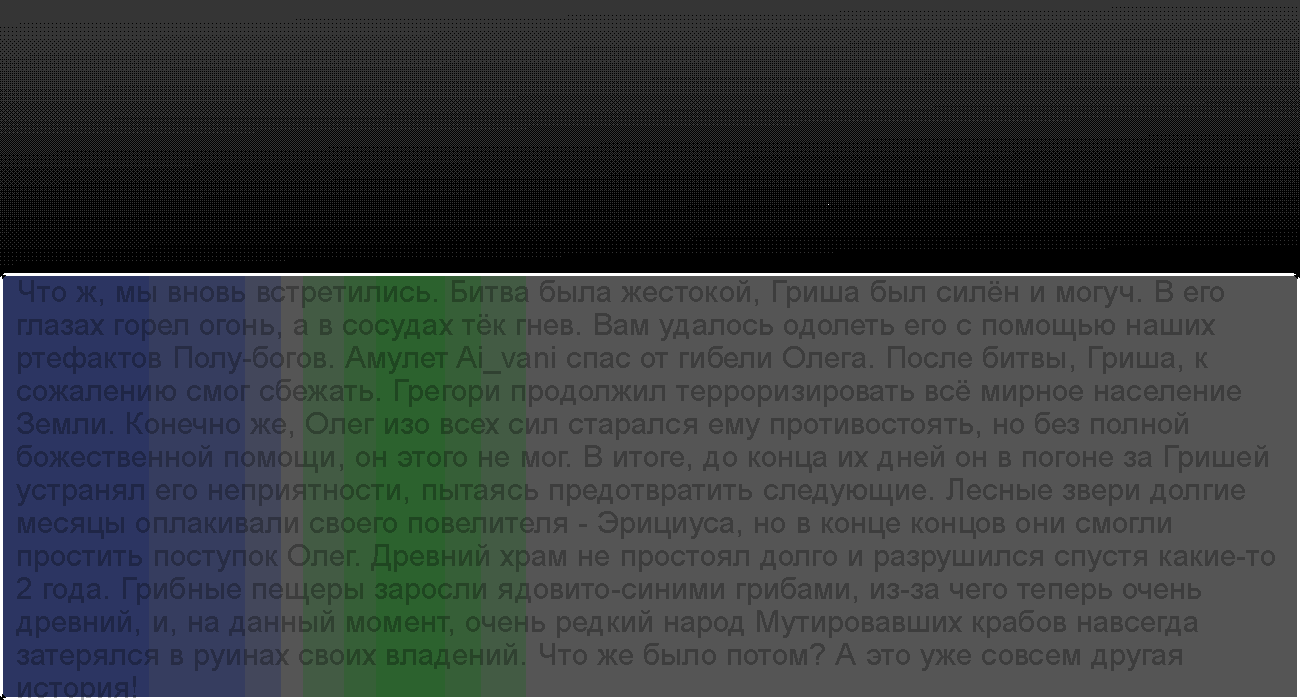 Что ж, мы вновь встретились. Битва была жестокой, Гриша был силён и могуч. В его
глазах горел огонь, а в сосудах тёк гнев. Вам удалось одолеть его с помощью наших
ртефактов Полу-богов. Амулет Ai_vani спас от гибели Олега. После битвы, Гриша, к
сожалению смог сбежать. Грегори продолжил терроризировать всё мирное население
Земли. Конечно же, Олег изо всех сил старался ему противостоять, но без полной
божественной помощи, он этого не мог. В итоге, до конца их дней он в погоне за Гришей
устранял его неприятности, пытаясь предотвратить следующие. Лесные звери долгие
месяцы оплакивали своего повелителя - Эрициуса, но в конце концов они смогли
простить поступок Олег. Древний храм не простоял долго и разрушился спустя какие-то
2 года. Грибные пещеры заросли ядовито-синими грибами, из-за чего теперь очень
древний, и, на данный момент, очень редкий народ Мутировавших крабов навсегда
затерялся в руинах своих владений. Что же было потом? А это уже совсем другая
история!